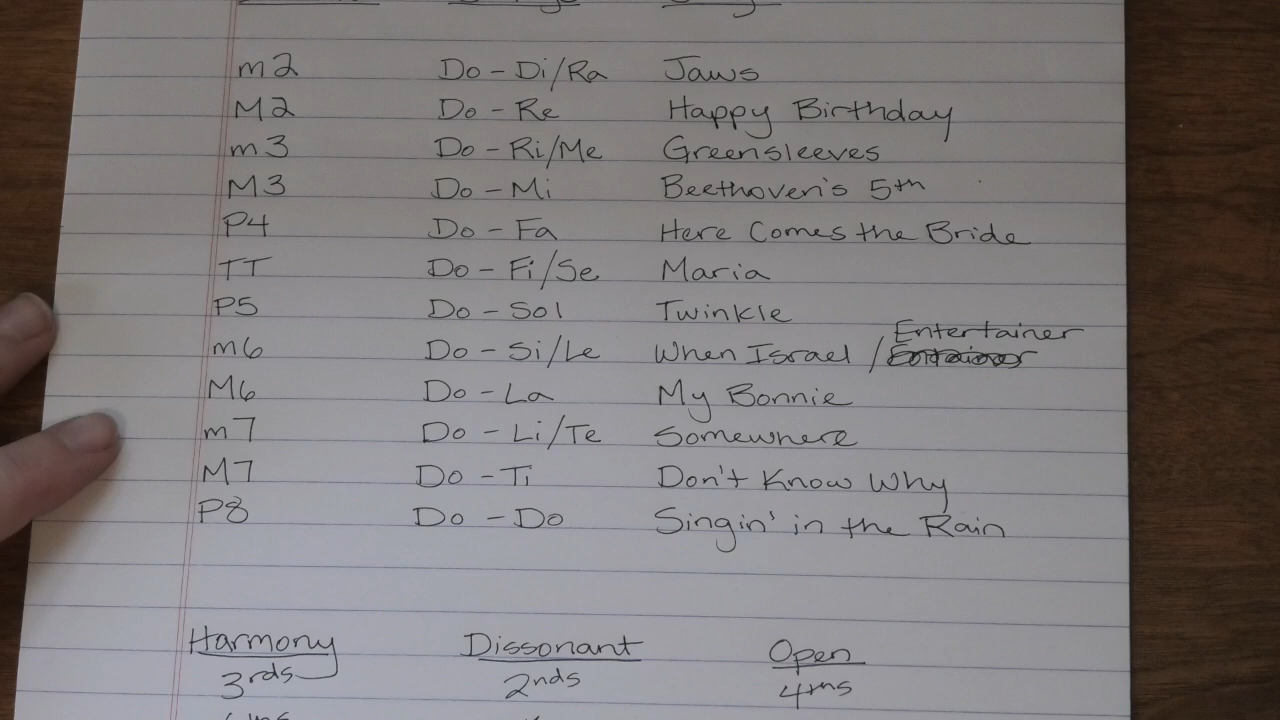 m2 Do - Di/Ra Jaws
M2 Do - Re Happy Birthday
m3 Do - Ri/Me Greensleeves
M3 Do - Mi Beethoven's 5th
P4 Do - Fa Here Comes the Bride
TT Do - Fi/Se Maria
P5 Do - Sol Twinkle
m6 Do - Si/Le When Israel / Entertainer
M6 Do - La My Bonnie
m7 Do - Li/Te Somewhere
M7 Do - Ti Don't Know Why
P8 Do - Do Singin' in the Rain
Harmony Dissonant Open
3rds 2nds 4ths